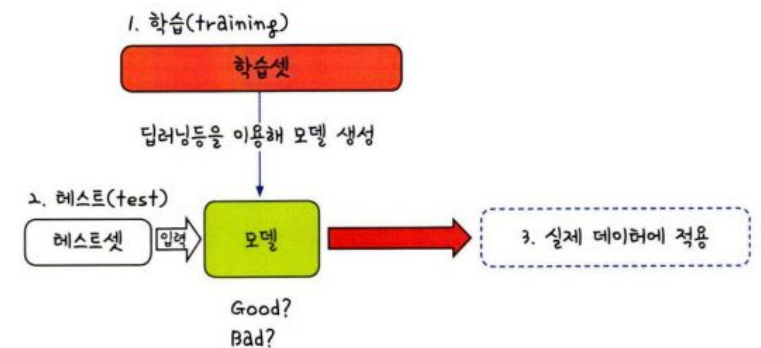 1. 학습(training)
학습셋
딥러닝등을 이용해 모델 생성
2. 테스트(test)
테스트셋
입력
모델
3. 실제 데이터에 적용
Good?
Bad?